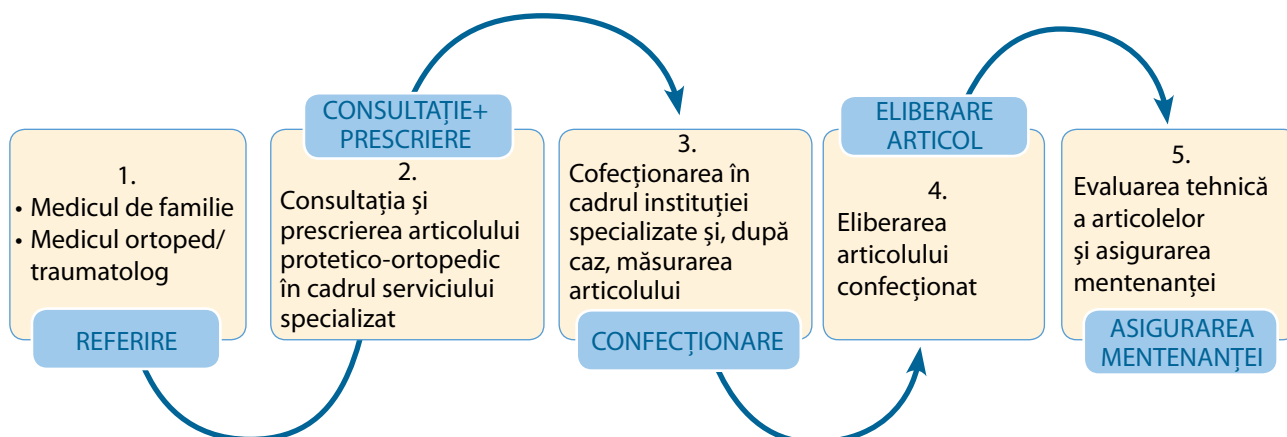 1.
• Medicul de familie
• Medicul ortoped/
traumatolog
REFERIRE
CONSULTAȚIE+
PRESCRIERE
2.
Consultația și
prescrierea articolului
protetico-ortopedic
în cadrul serviciului
specializat
3.
Cofecționarea în
cadrul instituției
specializate și, după
caz, măsurarea
articolului
CONFECȚIONARE
ELIBERARE
ARTICOL
4.
Eliberarea
articolului
confecționat
5.
Evaluarea tehnică
a articolelor
și asigurarea
mentenanței
ASIGURAREA
MENTENANȚEI